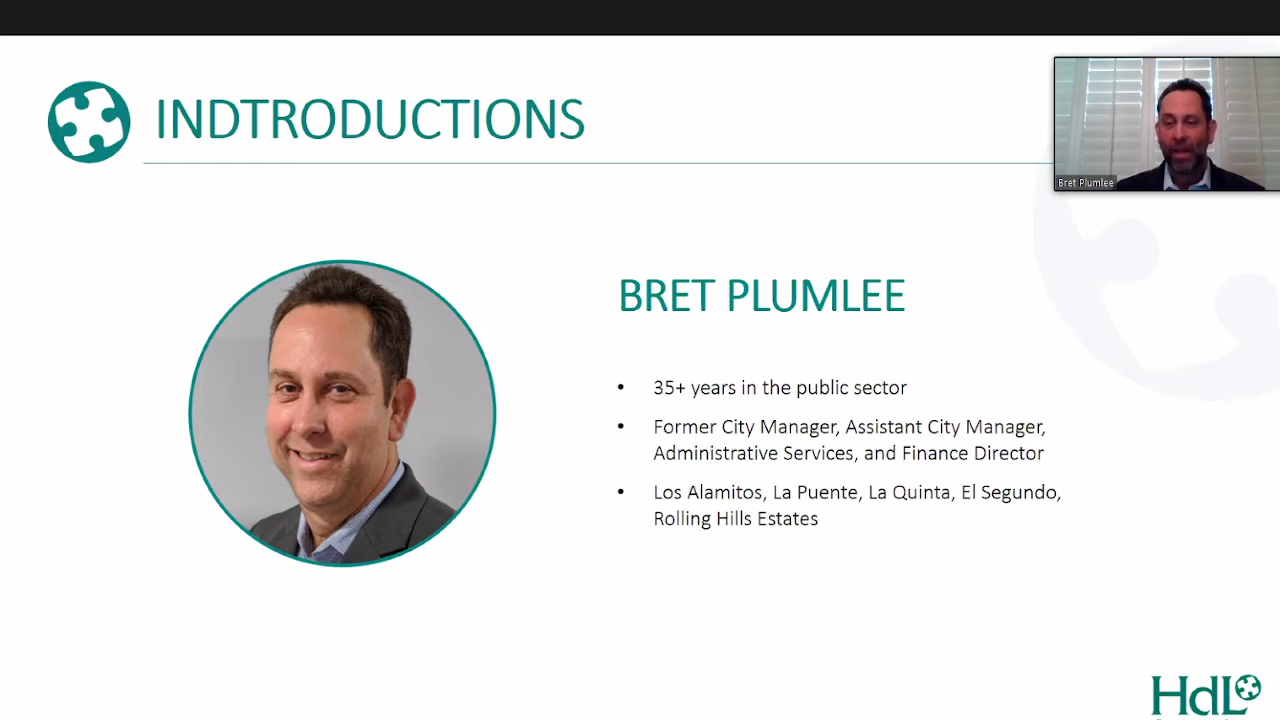 INDTRODUCTIONS
Bret Plumlee
BRET PLUMLEE
• 35+ years in the public sector
• Former City Manager, Assistant City Manager,
Administrative Services, and Finance Director
• Los Alamitos, La Puente, La Quinta, El Segundo,
Rolling Hills Estates
HdL